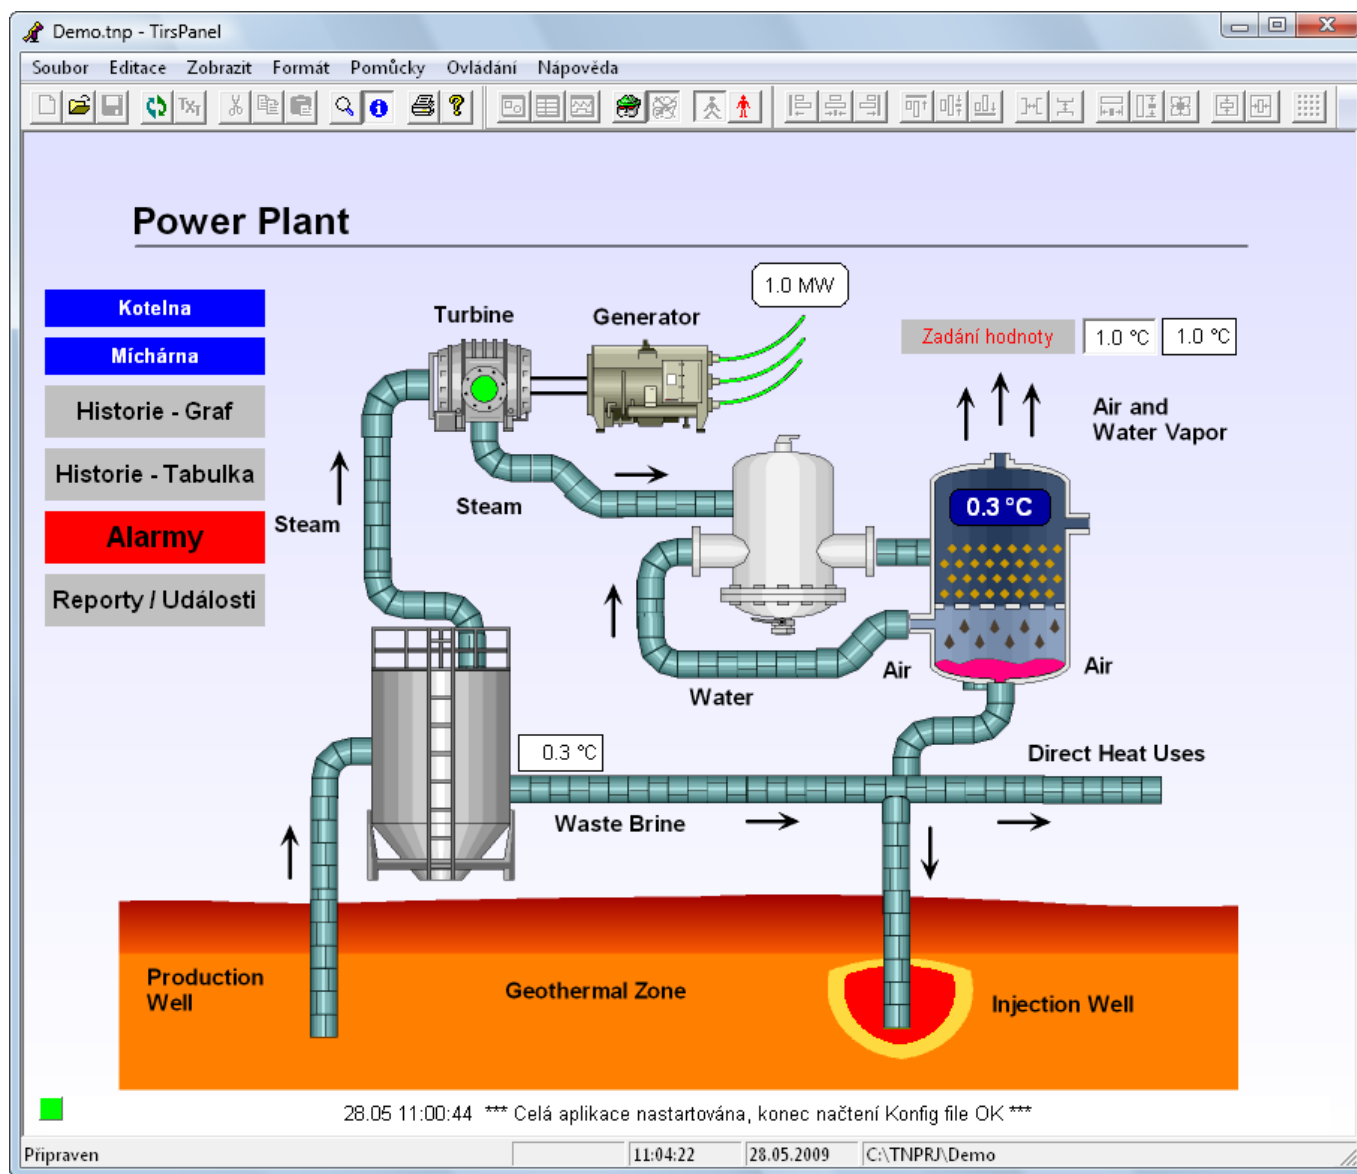 Demo.tnp - TirsPanel
Soubor Editace Zobrazit Formát Pomůcky Ovládání Nápověda
TXT
Power Plant
Kotelna
Míchárna
Historie - Graf
Historie - Tabulka
Alarmy
Reporty / Události
Turbine
Generator
1.0 MW
Zadání hodnoty
1.0 °C
1.0 °C
Air and
Water Vapor
Steam
Steam
0.3 °C
Water
Air
Air
0.3 °C
Direct Heat Uses
Waste Brine
Production
Well
Geothermal Zone
Injection Well
28.05 11:00:44 *** Celá aplikace nastartována, konec načtení Konfig file OK ***
Připraven
11:04:22
28.05.2009
C:\TNPRJ\Demo